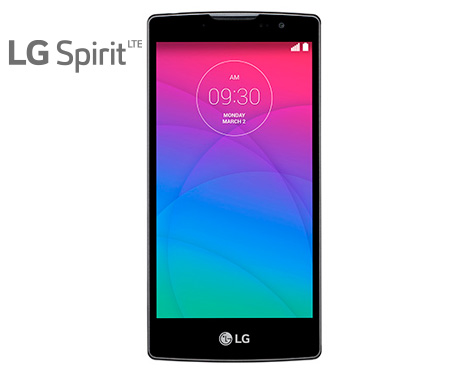 LG Spirit LTE
AM
09:30
MONDAY
MARCH 2
LG